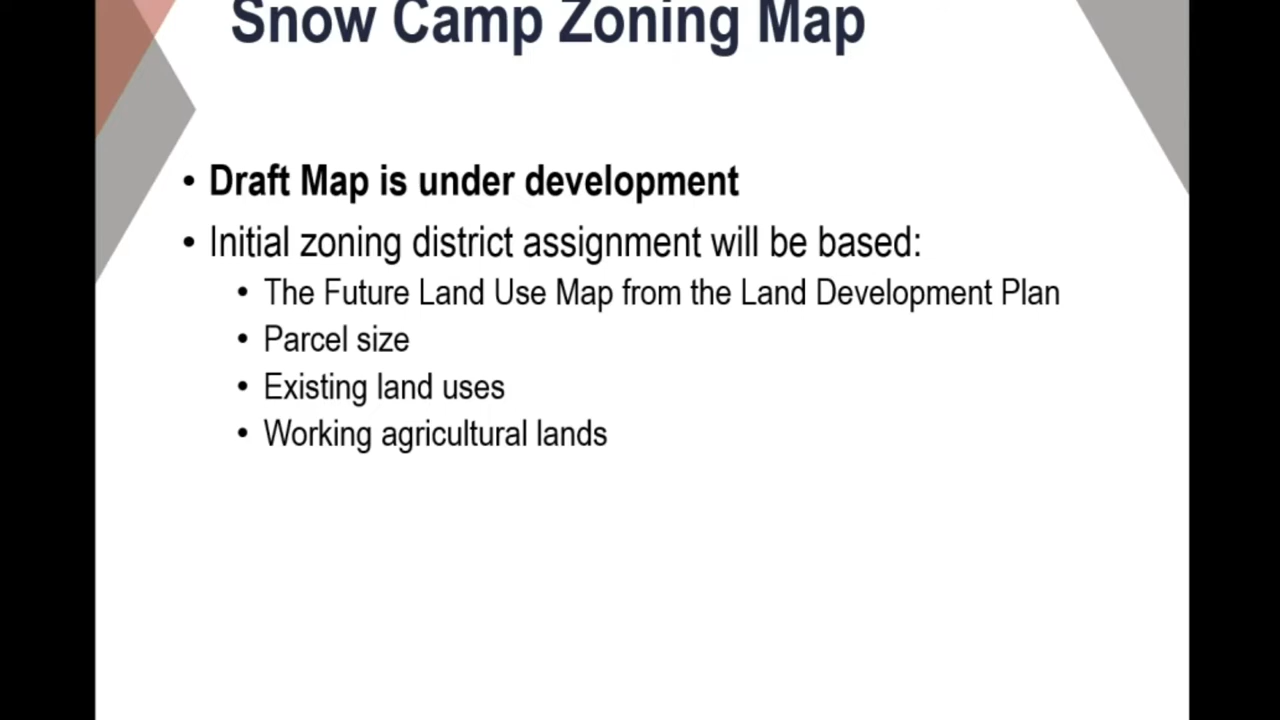 Snow Camp Zoning Map
• Draft Map is under development
• Initial zoning district assignment will be based:
• The Future Land Use Map from the Land Development Plan
• Parcel size
• Existing land uses
• Working agricultural lands